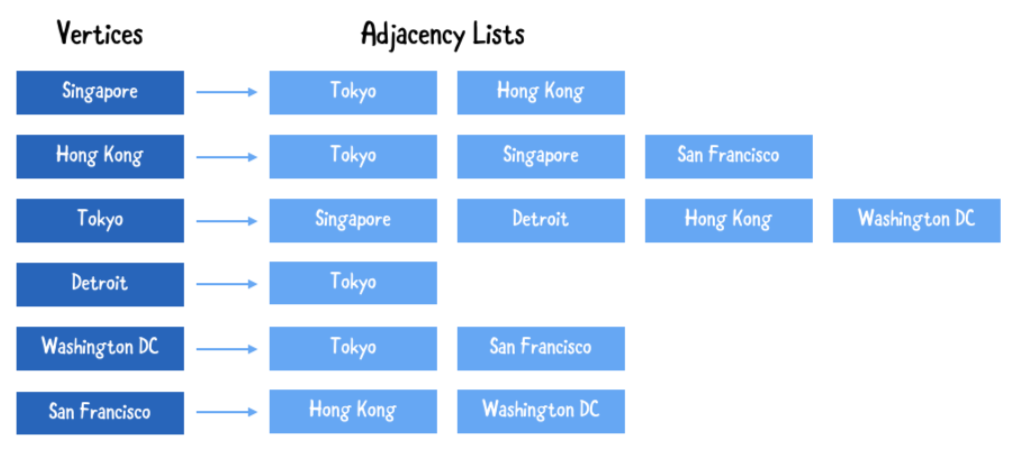 Vertices Adjacency Lists
Singapore Tokyo Hong Kong
Hong Kong Tokyo Singapore San Francisco
Tokyo Singapore Detroit Hong Kong Washington DC
Detroit Tokyo
Washington DC Tokyo San Francisco
San Francisco Hong Kong Washington DC